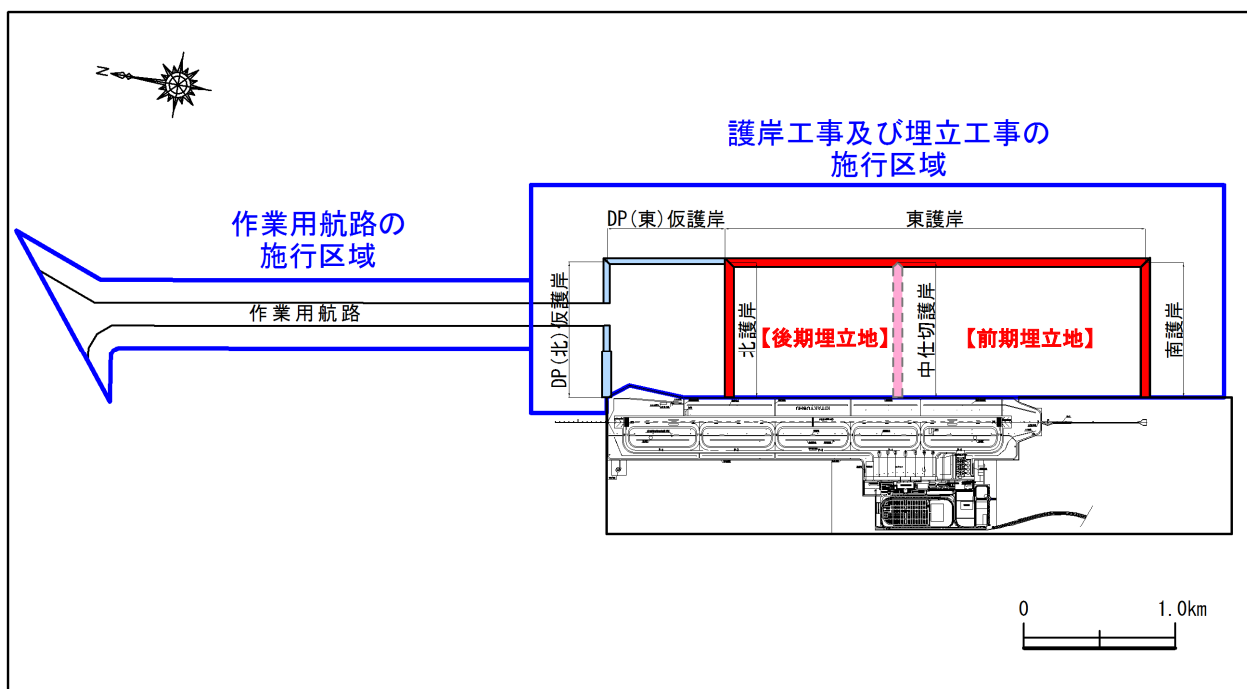 N
護岸工事及び埋立工事の
施行区域
作業用航路の
施行区域
DP(東)仮護岸
東護岸
作業用航路
DP(北)仮護岸
北護岸
【後期埋立地】
中仕切護岸
【前期埋立地】
南護岸
KITAKYUSHU
0
1.0km